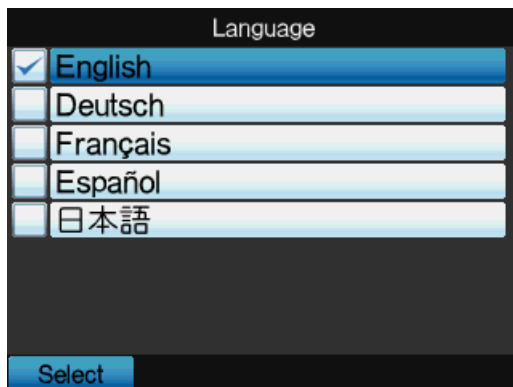 Language
English
Deutsch
Français
Español
日本語
Select